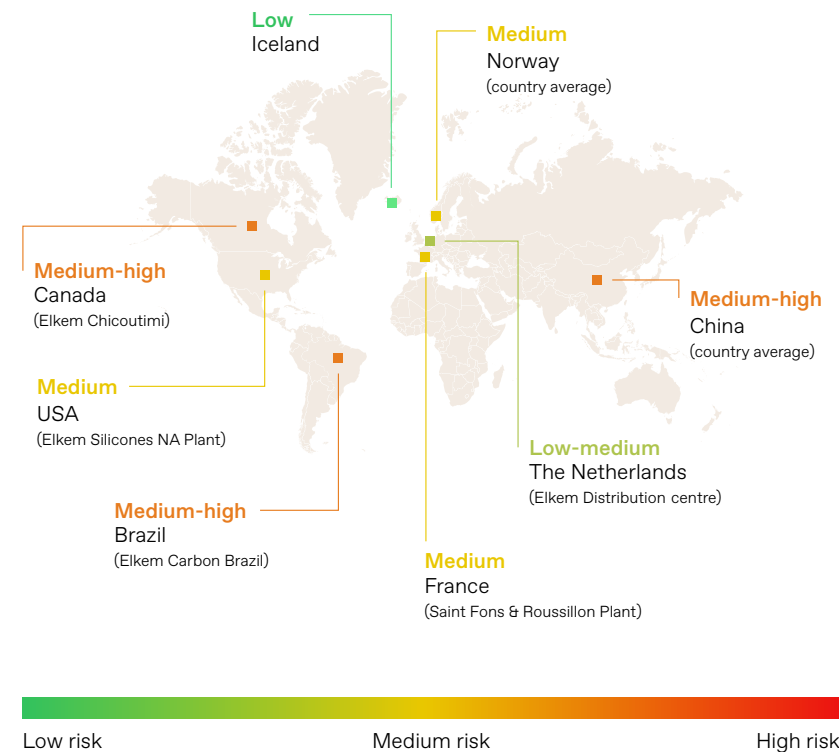 Low
Iceland
Medium
Norway
(country average)
Medium-high
Canada
(Elkem Chicoutimi)
Medium-high
China
(country average)
Medium
USA
(Elkem Silicones NA Plant)
Low-medium
The Netherlands
(Elkem Distribution centre)
Medium-high
Brazil
(Elkem Carbon Brazil)
Medium
France
(Saint Fons & Roussillon Plant)
Low risk
Medium risk
High risk